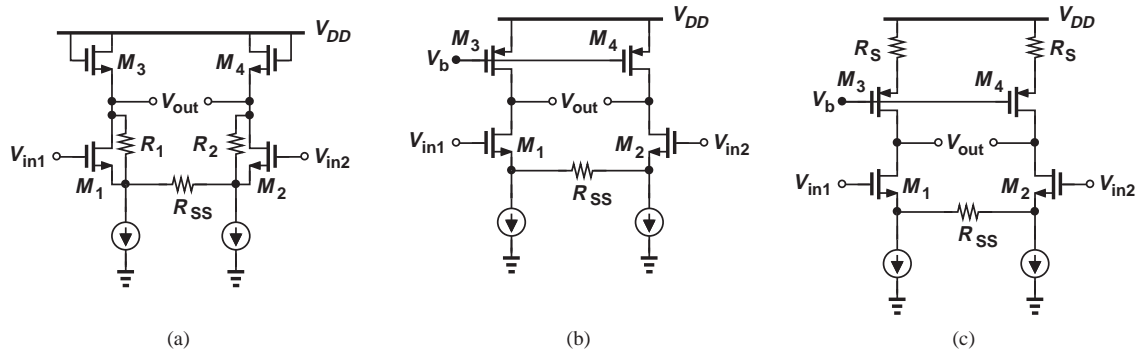 V_DD
M_3
M_4
V_out
R_1
R_2
V_in1
V_in2
M_1
M_2
R_SS
(a)
V_DD
M_3
M_4
V_b
V_out
V_in1
V_in2
M_1
M_2
R_SS
(b)
V_DD
R_S
R_S
M_3
M_4
V_b
V_out
V_in1
V_in2
M_1
M_2
R_SS
(c)